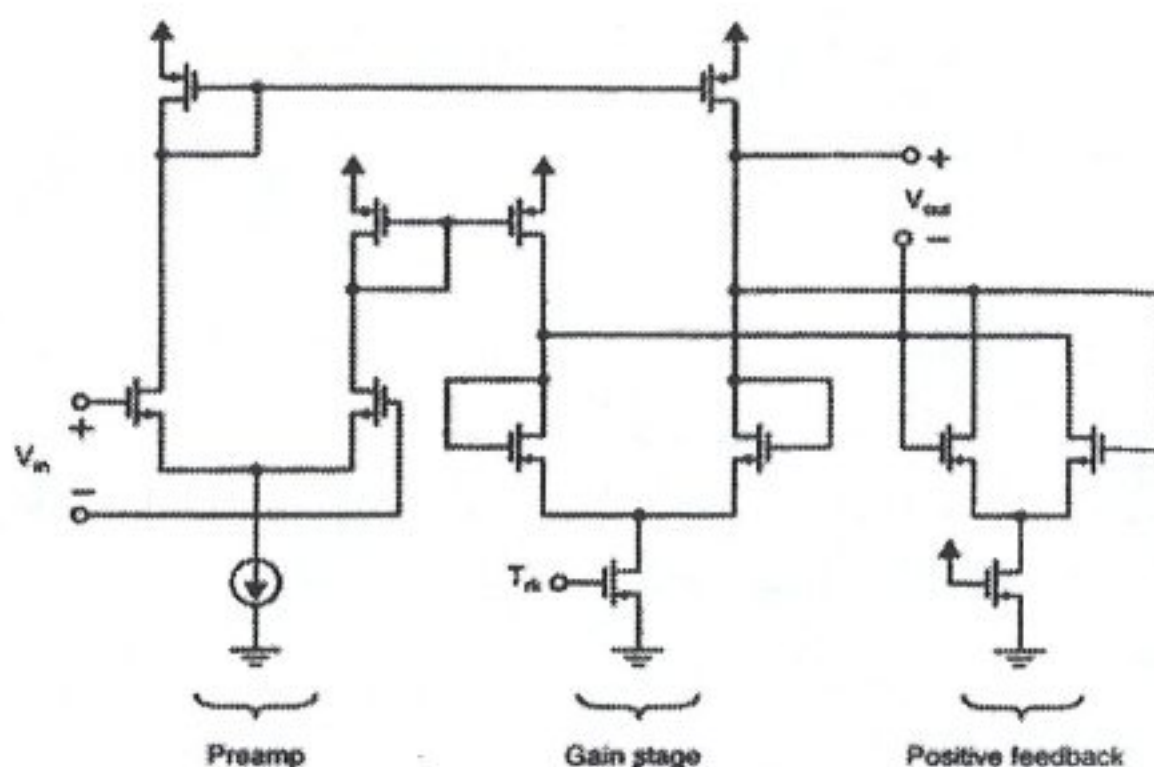 +
V_out
−
+
V_in
−
T_rk
Preamp
Gain stage
Positive feedback